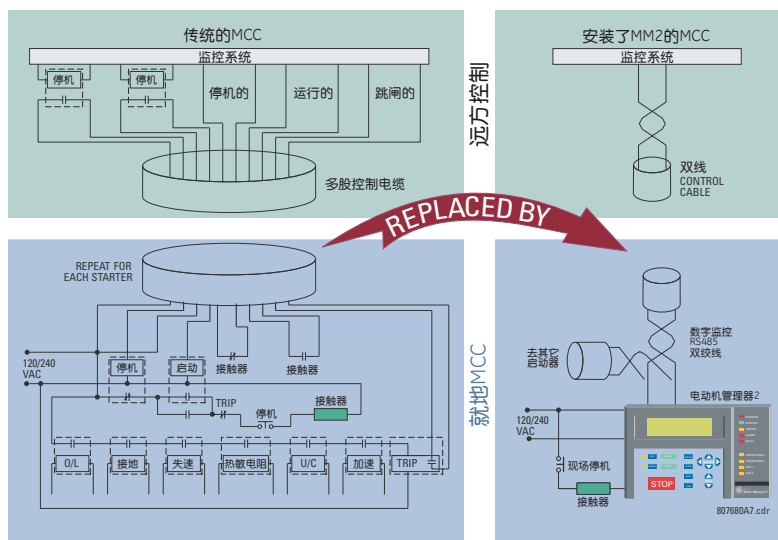 传统的MCC
监控系统
停机
停机
停机的
运行的
跳闸的
多股控制电缆
远方控制
安装了MM2的MCC
监控系统
双线
CONTROL
CABLE
REPLACED BY
REPEAT FOR
EACH STARTER
120/240
VAC
停机
启动
接触器
接触器
TRIP
停机
接触器
O/L
接地
失速
热敏电阻
U/C
加速
TRIP
就地MCC
数字监控
RS485
双绞线
去其它
启动器
电动机管理器2
120/240
VAC
现场停机
接触器
STOP
807680A7.cdr